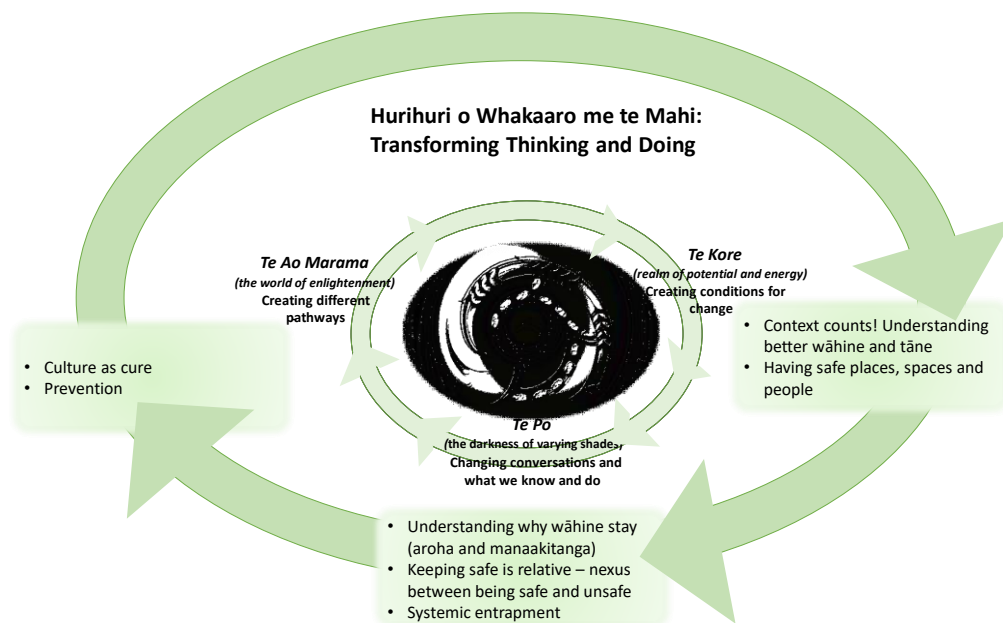 Hurihuri o Whakaaro me te Mahi:
Transforming Thinking and Doing
Te Ao Marama
(the world of enlightenment)
Creating different
pathways
Te Kore
(realm of potential and energy)
Creating conditions for
change
• Context counts! Understanding
better wāhine and tāne
• Having safe places, spaces and
people
• Culture as cure
• Prevention
Te Po
(the darkness of varying shades)
Changing conversations and
what we know and do
• Understanding why wāhine stay
(aroha and manaakitanga)
• Keeping safe is relative – nexus
between being safe and unsafe
• Systemic entrapment